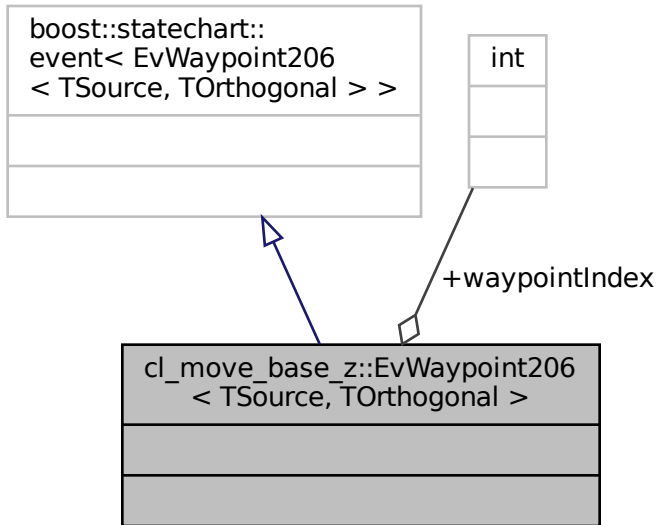 boost::statechart::
event< EvWaypoint206
< TSource, TOrthogonal > >
int
+waypointIndex
cl_move_base_z::EvWaypoint206
< TSource, TOrthogonal >